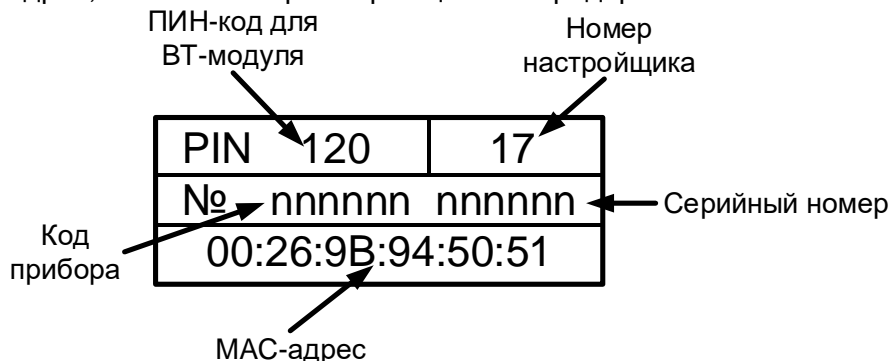 ПИН-код для
ВТ-модуля
Номер
настройщика
PIN 120 17
№ nnnnnn nnnnnn
Серийный номер
Код
прибора
00:26:9B:94:50:51
МАС-адрес